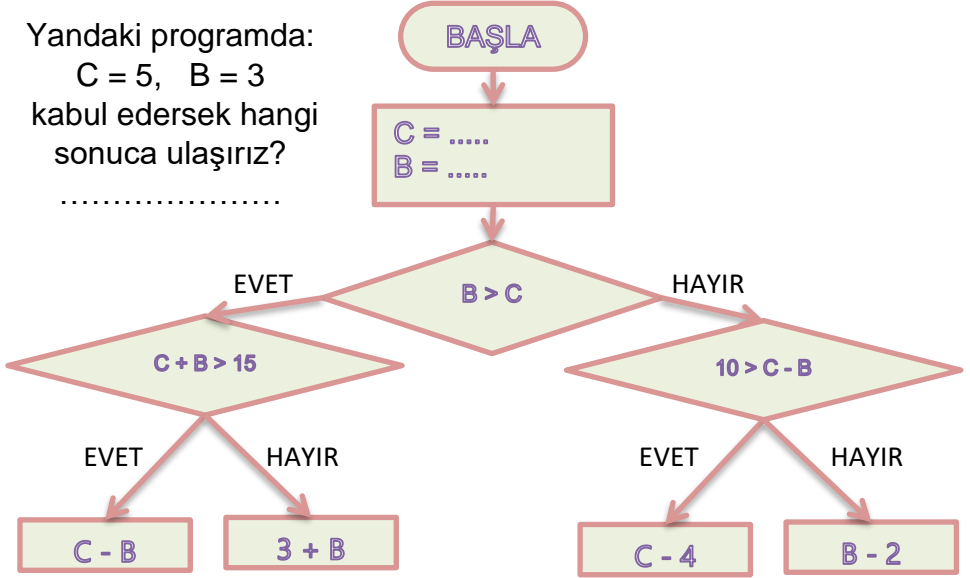 Yandaki programda:
C = 5, B = 3
kabul edersek hangi
sonuca ulaşırız?
.....................
BAŞLA
C = .....
B = .....
B > C
EVET
HAYIR
C + B > 15
10 > C - B
EVET
HAYIR
EVET
HAYIR
C - B
3 + B
C - 4
B - 2